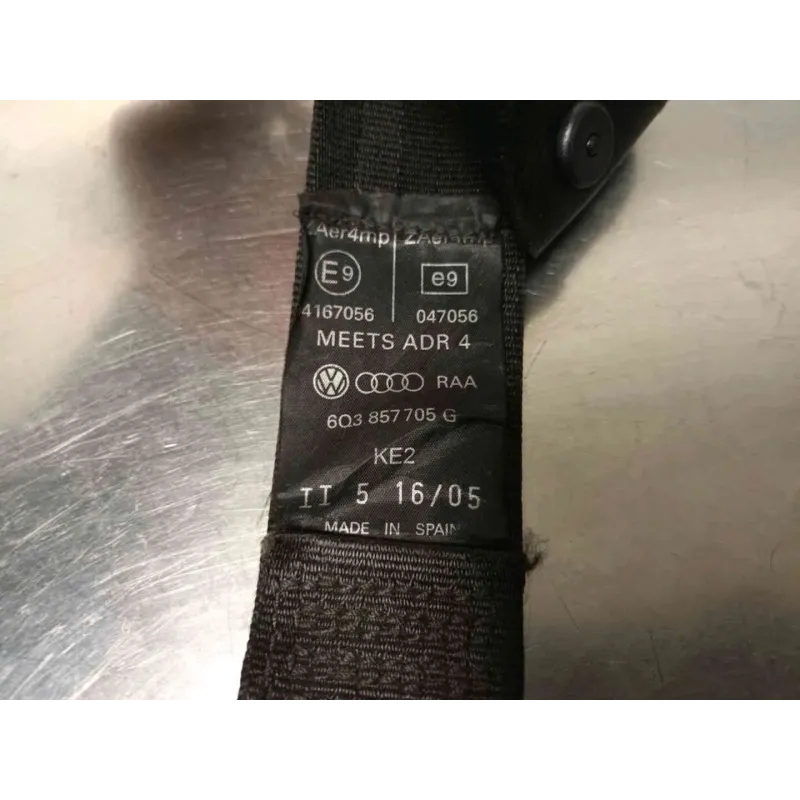 Aer4mp
E9
e9
4167056
047056
MEETS ADR 4
VW RAA
6Q3 857 705 G
KE2
II 5 16/05
MADE IN SPAIN